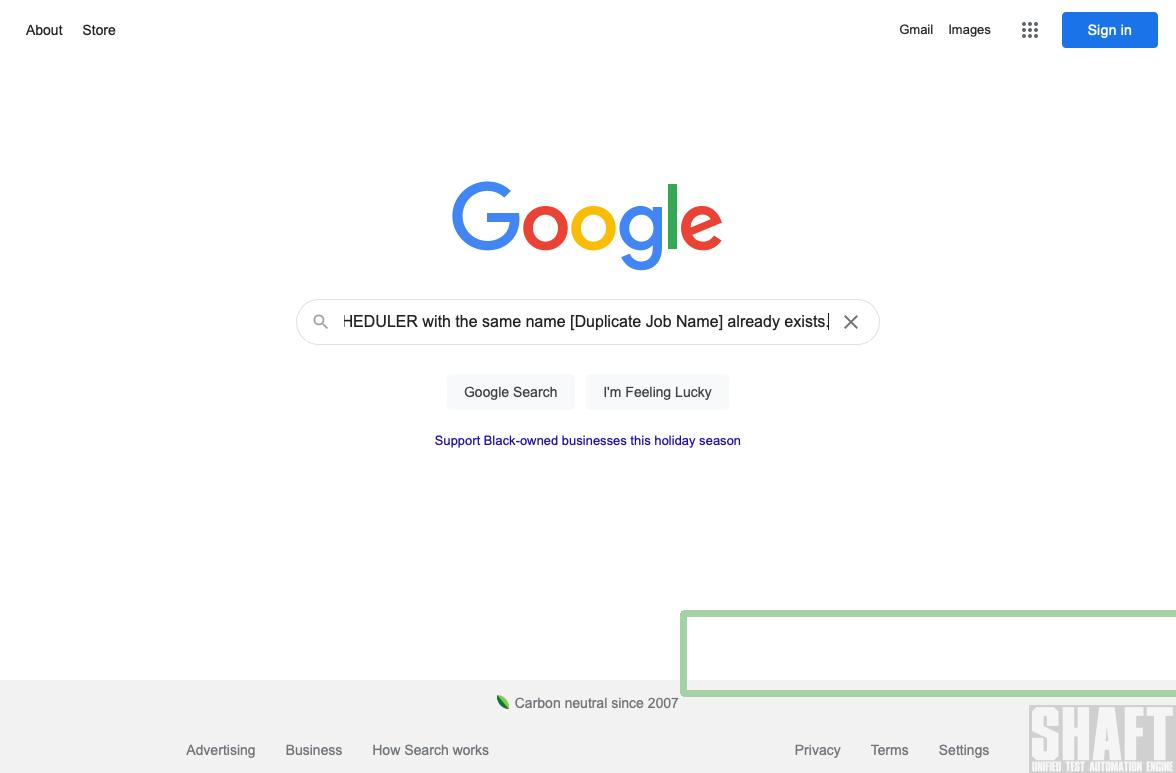 About Store Gmail Images Sign in
Google
HEDULER with the same name [Duplicate Job Name] already exists.
Google Search I'm Feeling Lucky
Support Black-owned businesses this holiday season
Carbon neutral since 2007
Advertising Business How Search works Privacy Terms Settings
SHAFT
UNIFIED TEST AUTOMATION ENGINE